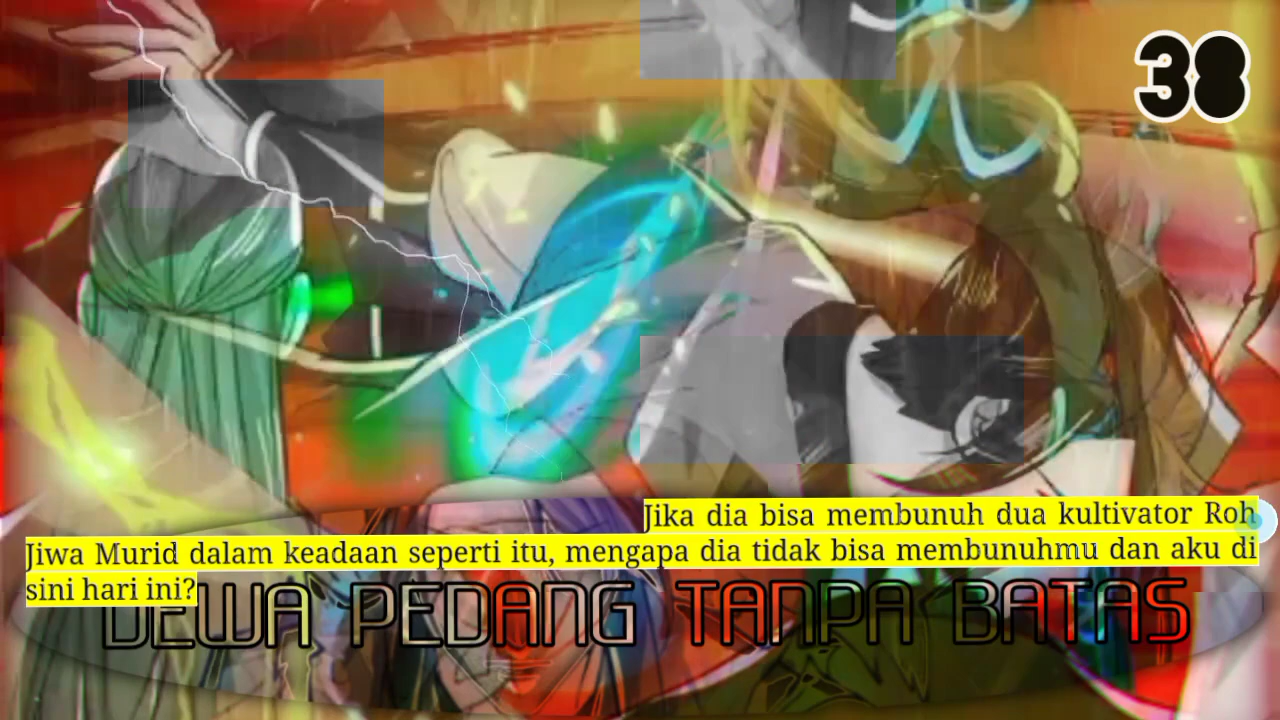 38
Jika dia bisa membunuh dua kultivator Roh
Jiwa Murid dalam keadaan seperti itu, mengapa dia tidak bisa membunuhmu dan aku di
sini hari ini?
DEWA PEDANG TANPA BATAS